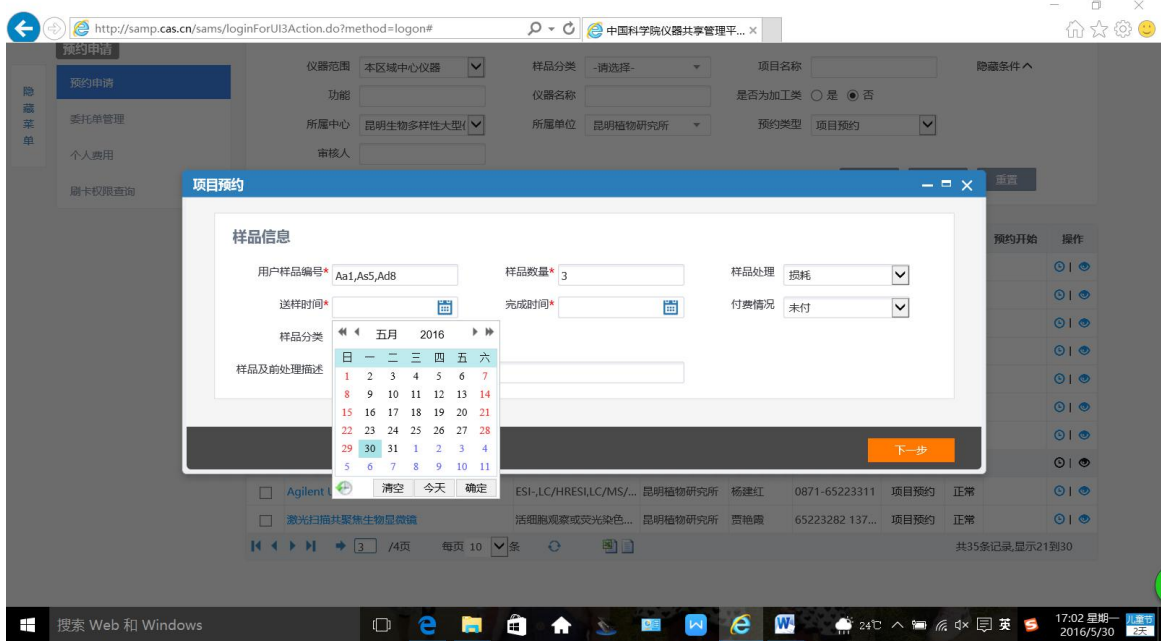 http://samp.cas.cn/sams/loginForUI3Action.do?method=logon#
中国科学院仪器共享管理平... ×
预约申请
隐藏菜单
预约申请
委托单管理
个人费用
刷卡权限查询
仪器范围 本区域中心仪器 样品分类 -请选择- 项目名称 隐藏条件
功能 仪器名称 是否为加工类 是 否
所属中心 昆明生物多样性大型 所属单位 昆明植物研究所 预约类型 项目预约
审核人
重置
项目预约
样品信息
用户样品编号* Aa1,As5,Ad8 样品数量* 3 样品处理 损耗
送样时间* 完成时间* 付费情况 未付
样品分类
样品及前处理描述
五月 2016
日 一 二 三 四 五 六
1 2 3 4 5 6 7
8 9 10 11 12 13 14
15 16 17 18 19 20 21
22 23 24 25 26 27 28
29 30 31 1 2 3 4
5 6 7 8 9 10 11
清空 今天 确定
下一步
预约开始 操作
Agilent ESI-,LC/HRESI,LC/MS/... 昆明植物研究所 杨建红 0871-65223311 项目预约 正常
激光扫描共聚焦生物显微镜 活细胞观察或荧光染色... 昆明植物研究所 贾艳霞 65223282 137... 项目预约 正常
3 /4页 每页 10 条 共35条记录,显示21到30
搜索 Web 和 Windows
24℃ 英 17:02 星期一 儿童节
2016/5/30 2天